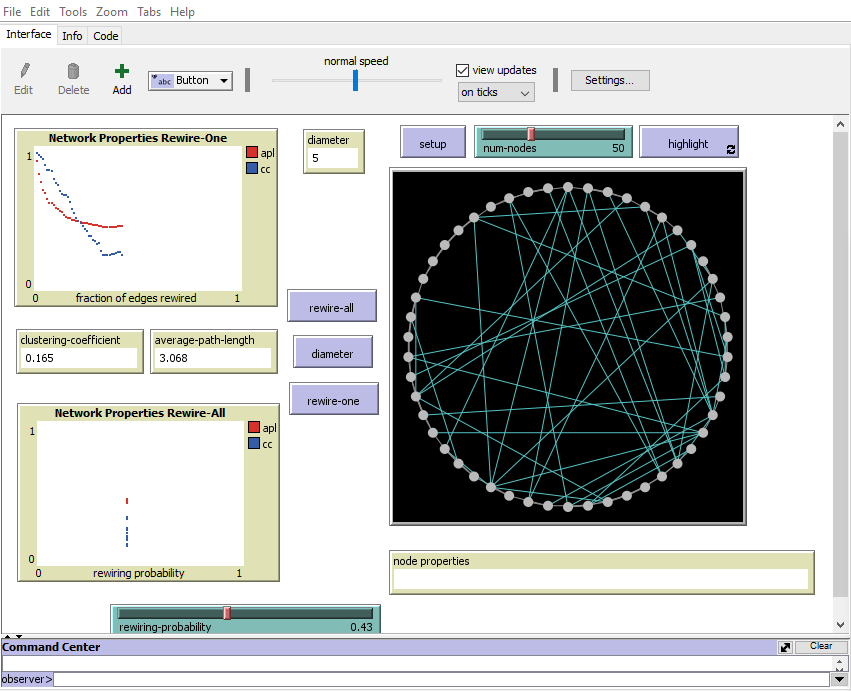 File Edit Tools Zoom Tabs Help
Interface Info Code
normal speed
Edit Delete Add abc Button view updates on ticks Settings...
Network Properties Rewire-One
1
apl
cc
0
0 fraction of edges rewired 1
diameter
5
setup
num-nodes 50
highlight
rewire-all
clustering-coefficient
0.165
average-path-length
3.068
diameter
rewire-one
Network Properties Rewire-All
1
apl
cc
0
0 rewiring probability 1
node properties
rewiring-probability 0.43
Command Center Clear
observer>